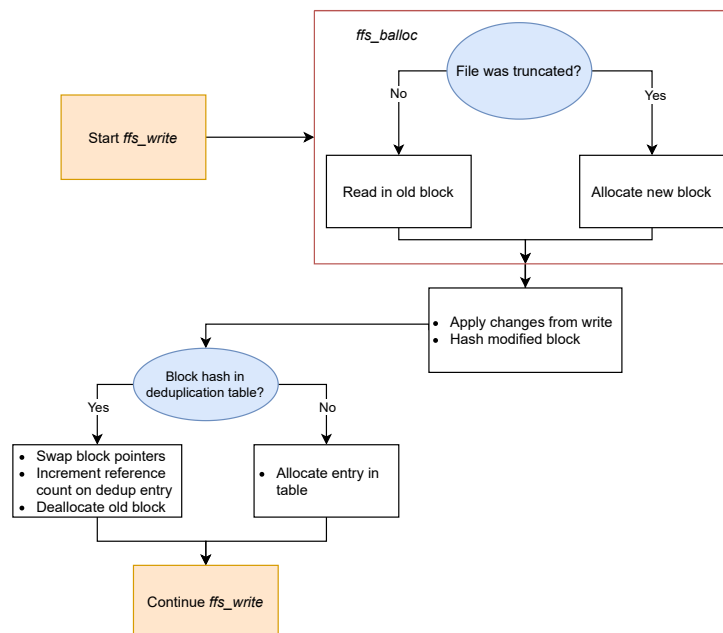 ffs_balloc
File was truncated?
No
Yes
Start ffs_write
Read in old block
Allocate new block
• Apply changes from write
• Hash modified block
Block hash in
deduplication table?
Yes
No
• Swap block pointers
• Increment reference
count on dedup entry
• Deallocate old block
• Allocate entry in
table
Continue ffs_write